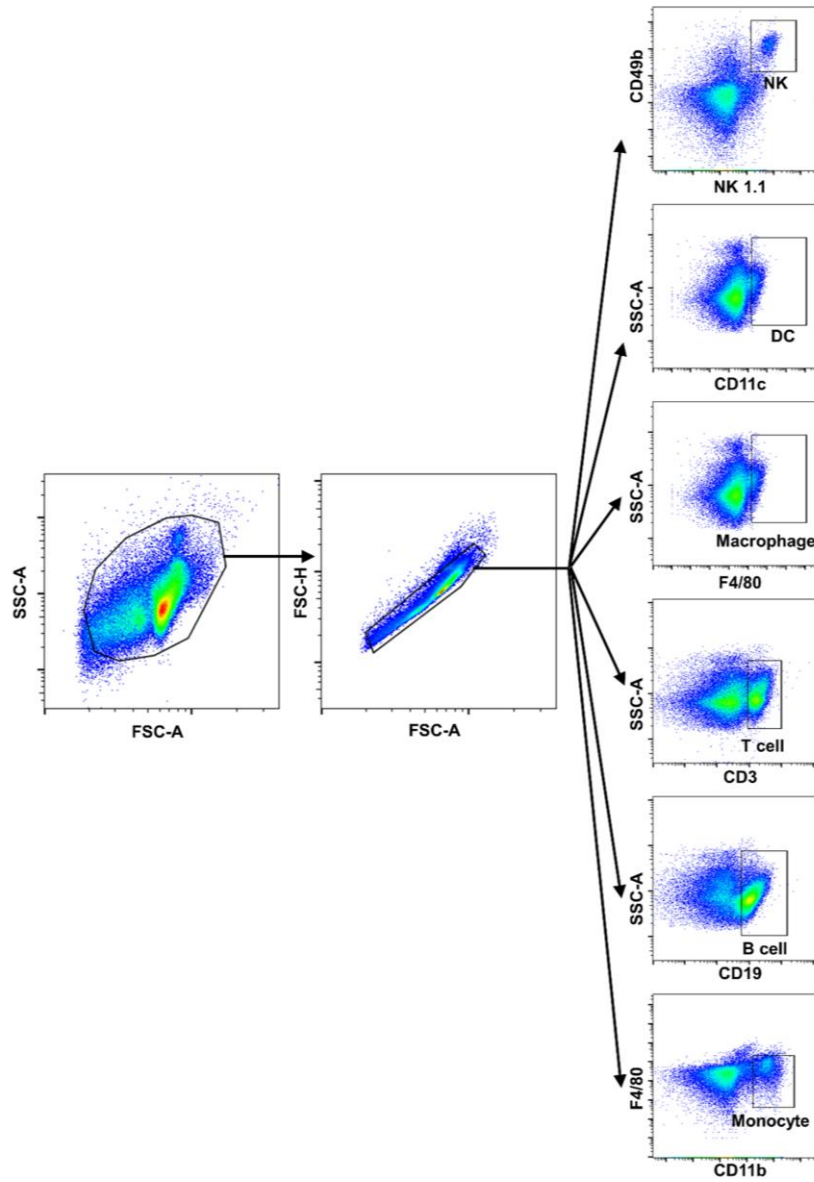 CD49b
NK
NK 1.1
SSC-A
DC
CD11c
SSC-A
Macrophage
F4/80
SSC-A
FSC-A
FSC-H
FSC-A
SSC-A
T cell
CD3
SSC-A
B cell
CD19
F4/80
Monocyte
CD11b